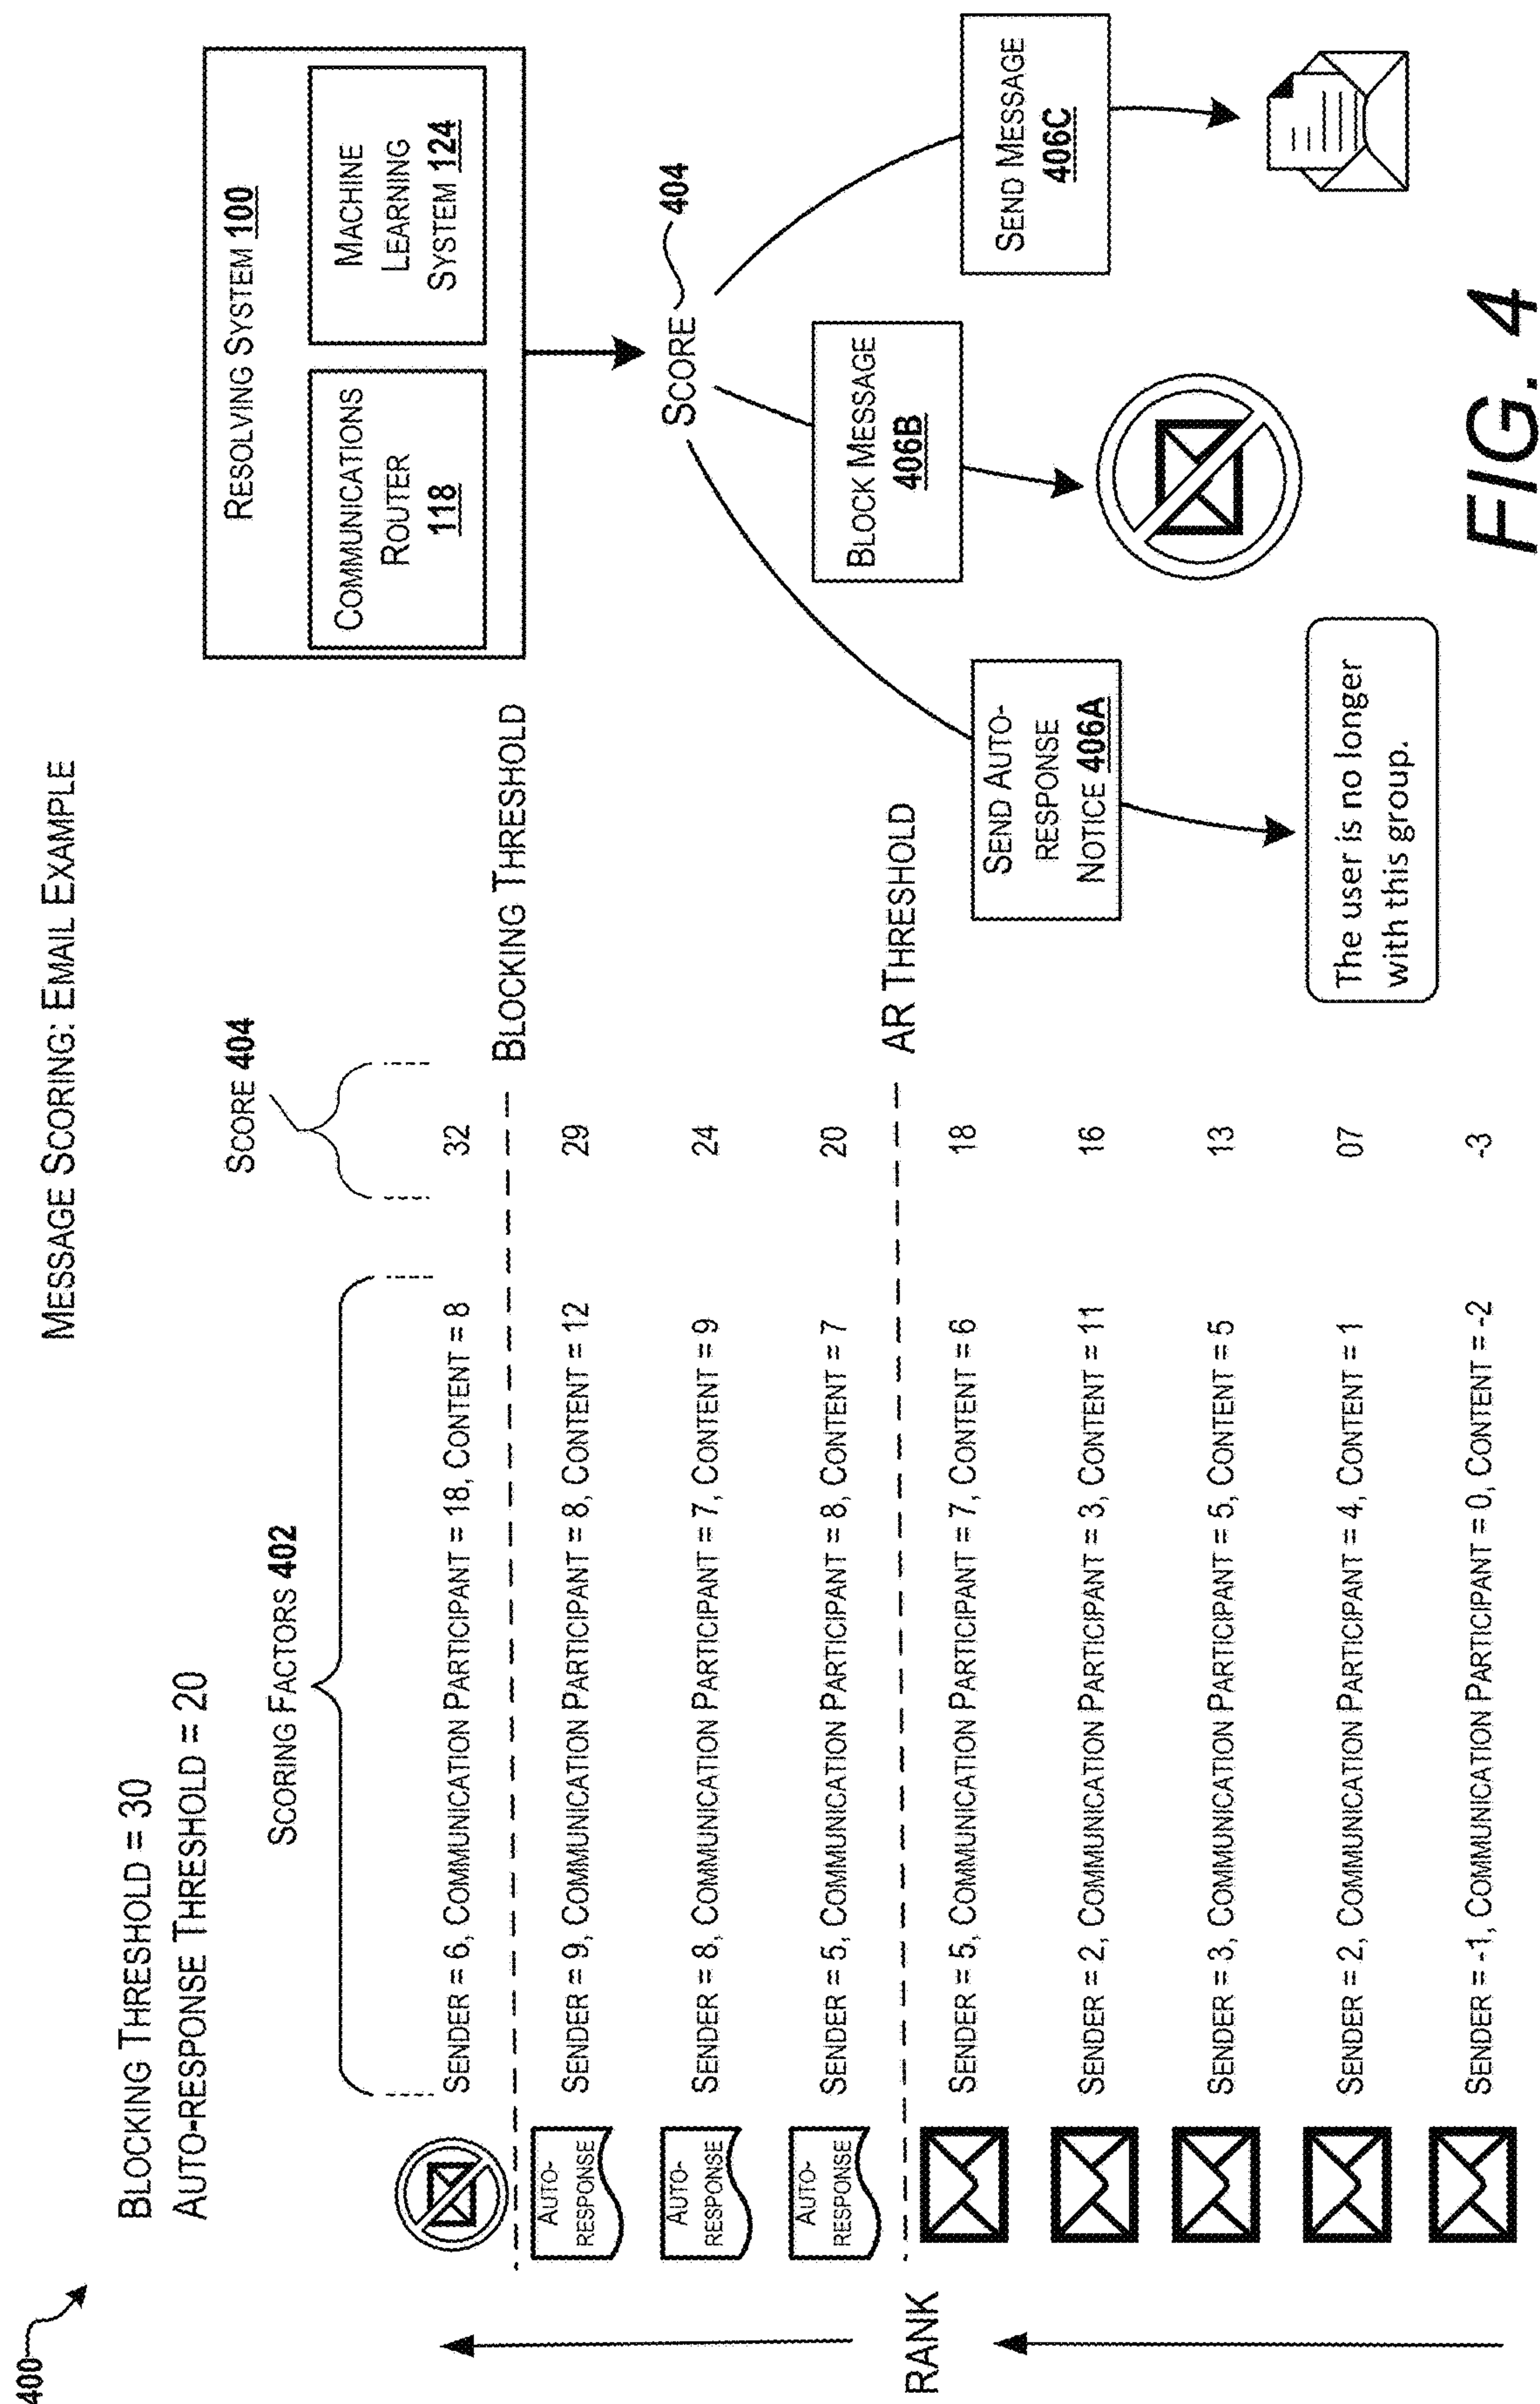 400
MESSAGE SCORING: EMAIL EXAMPLE
BLOCKING THRESHOLD = 30
AUTO-RESPONSE THRESHOLD = 20
SCORING FACTORS 402
SCORE 404
SENDER = 6, COMMUNICATION PARTICIPANT = 18, CONTENT = 8 32
BLOCKING THRESHOLD
AUTO-
RESPONSE
SENDER = 9, COMMUNICATION PARTICIPANT = 8, CONTENT = 12 29
AUTO-
RESPONSE
SENDER = 8, COMMUNICATION PARTICIPANT = 7, CONTENT = 9 24
AUTO-
RESPONSE
SENDER = 5, COMMUNICATION PARTICIPANT = 8, CONTENT = 7 20
RANK
AR THRESHOLD
SENDER = 5, COMMUNICATION PARTICIPANT = 7, CONTENT = 6 18
SENDER = 2, COMMUNICATION PARTICIPANT = 3, CONTENT = 11 16
SENDER = 3, COMMUNICATION PARTICIPANT = 5, CONTENT = 5 13
SENDER = 2, COMMUNICATION PARTICIPANT = 4, CONTENT = 1 07
SENDER = -1, COMMUNICATION PARTICIPANT = 0, CONTENT = -2 -3
RESOLVING SYSTEM 100
COMMUNICATIONS
ROUTER
118
MACHINE
LEARNING
SYSTEM 124
SCORE 404
SEND AUTO-
RESPONSE
NOTICE 406A
BLOCK MESSAGE
406B
SEND MESSAGE
406C
The user is no longer
with this group.
FIG. 4